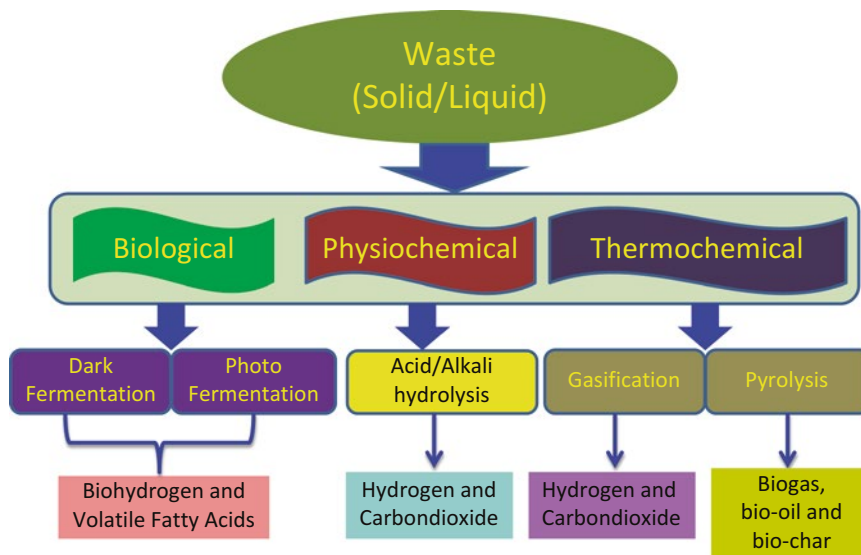 Waste
(Solid/Liquid)
Biological
Physiochemical
Thermochemical
Dark
Fermentation
Photo
Fermentation
Acid/Alkali
hydrolysis
Gasification
Pyrolysis
Biohydrogen and
Volatile Fatty Acids
Hydrogen and
Carbondioxide
Hydrogen and
Carbondioxide
Biogas,
bio-oil and
bio-char